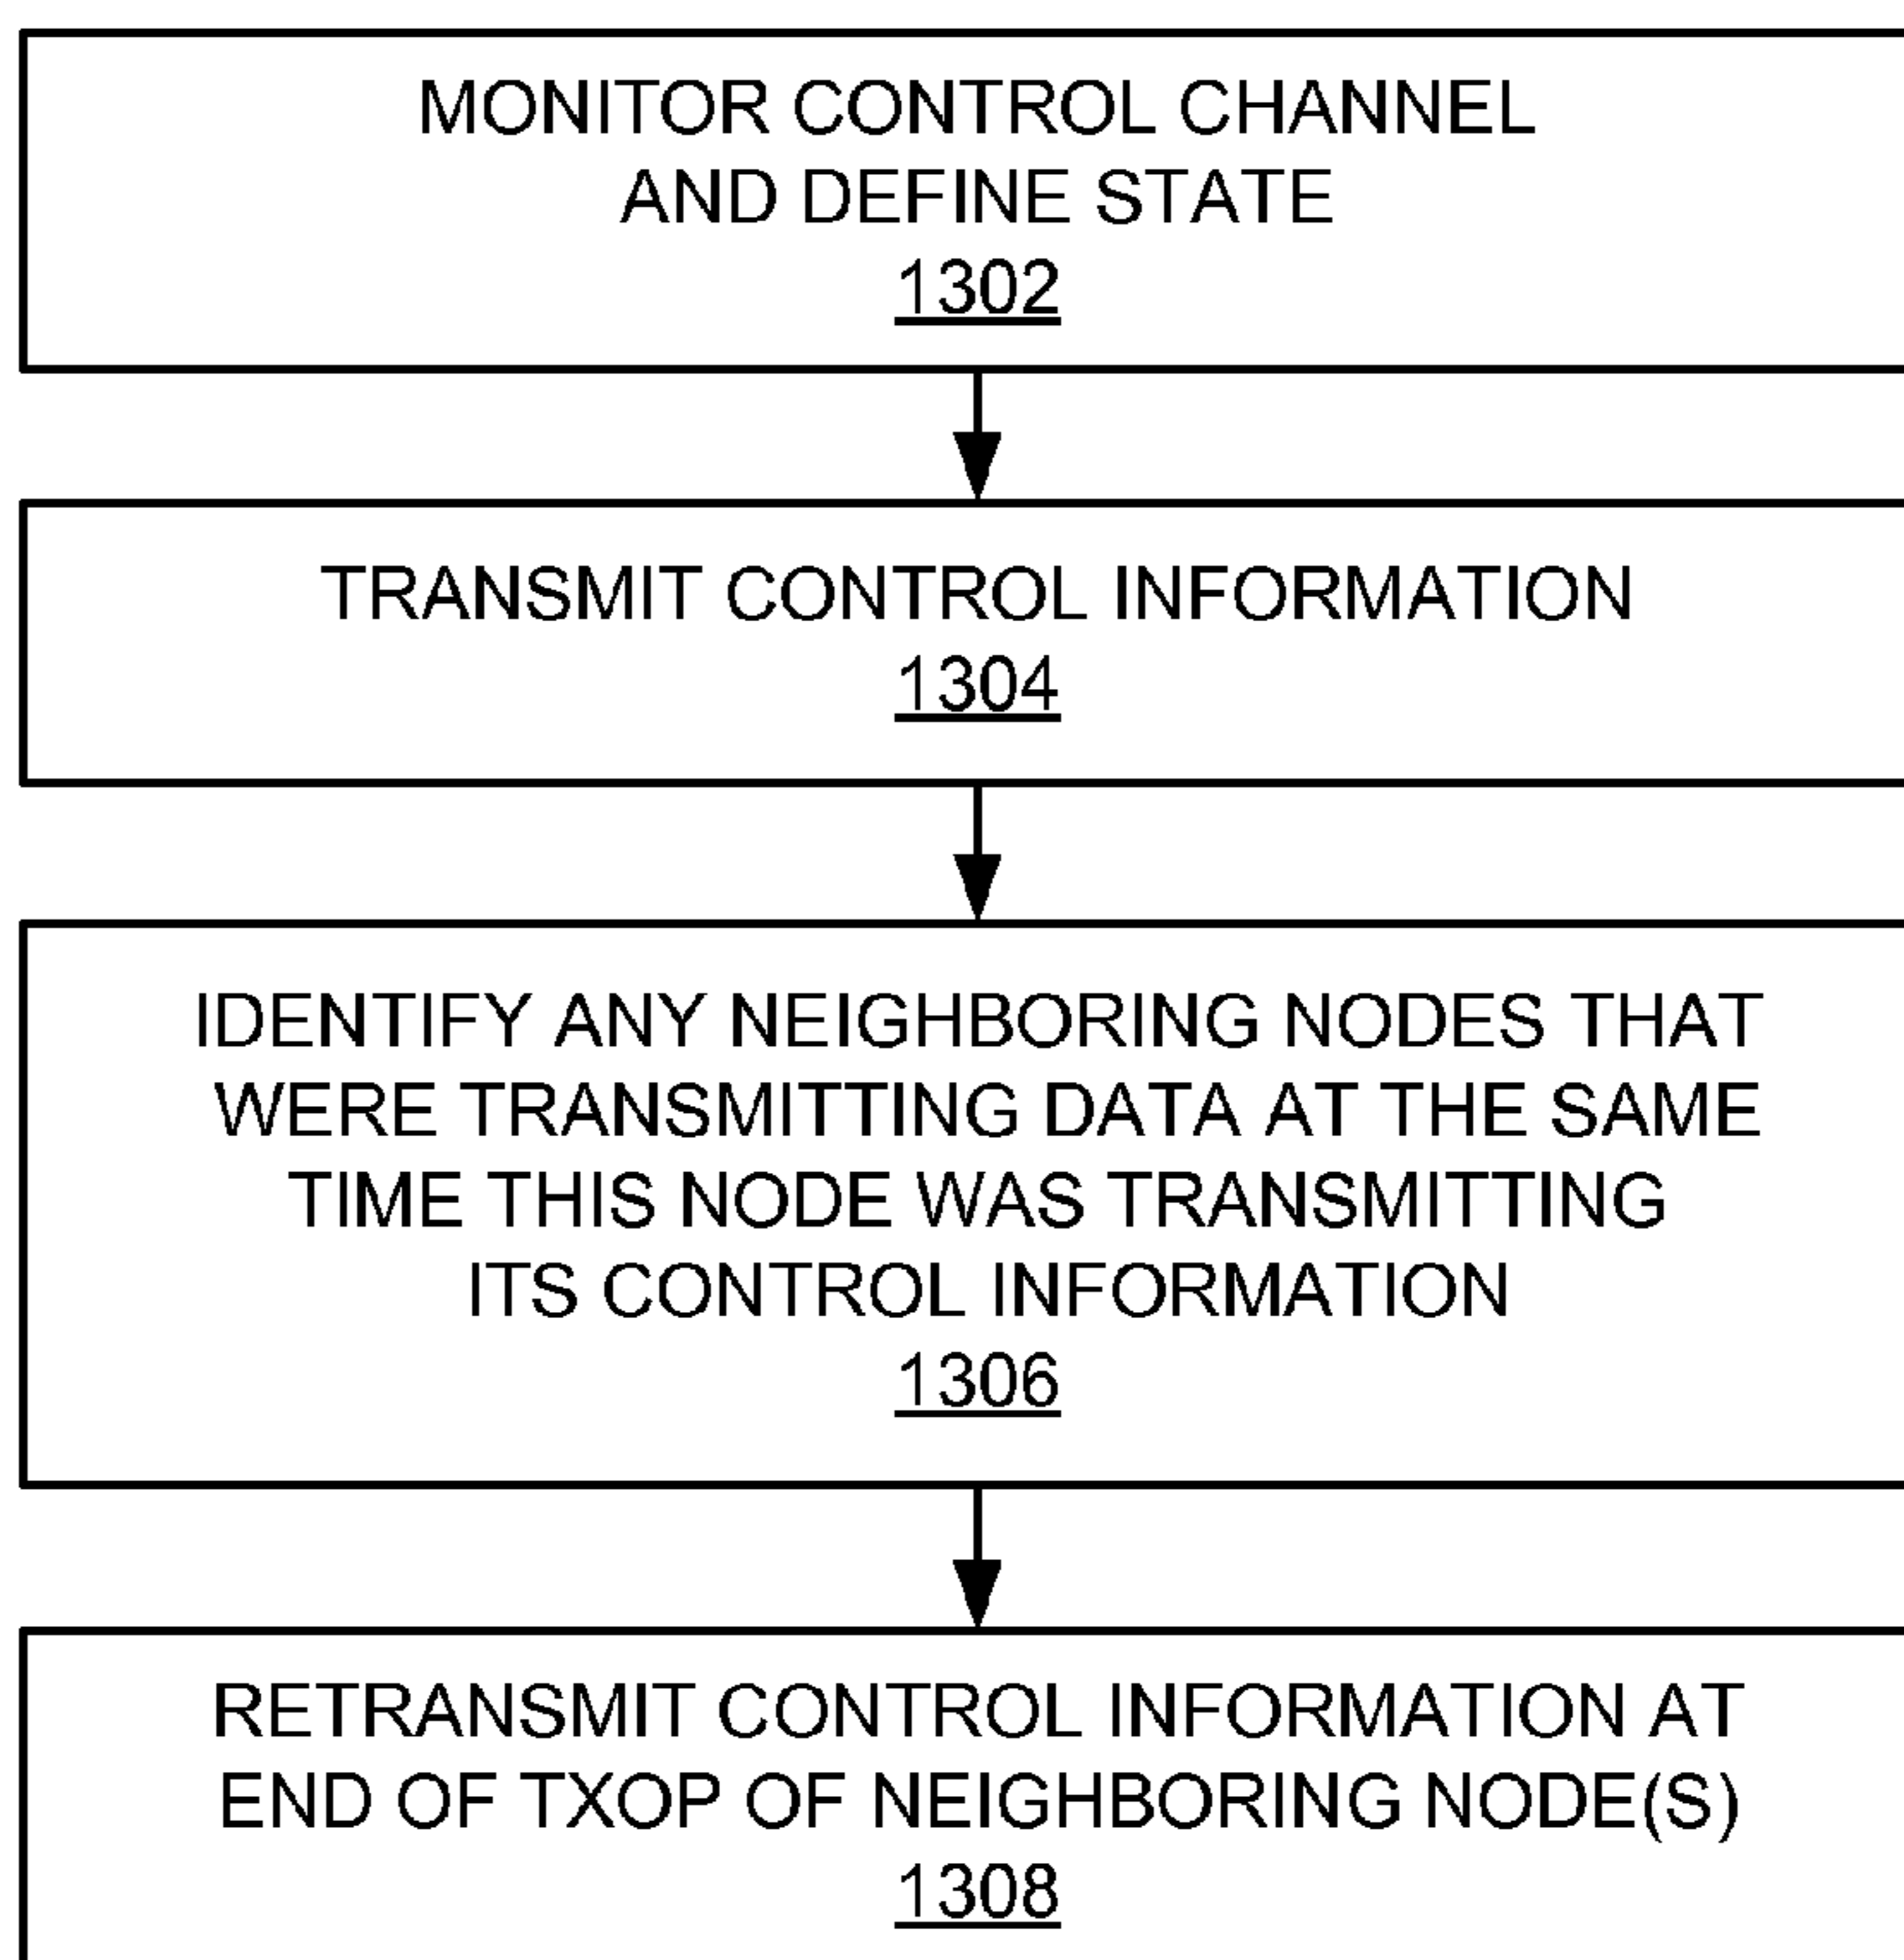 MONITOR CONTROL CHANNEL
AND DEFINE STATE
1302
TRANSMIT CONTROL INFORMATION
1304
IDENTIFY ANY NEIGHBORING NODES THAT
WERE TRANSMITTING DATA AT THE SAME
TIME THIS NODE WAS TRANSMITTING
ITS CONTROL INFORMATION
1306
RETRANSMIT CONTROL INFORMATION AT
END OF TXOP OF NEIGHBORING NODE(S)
1308